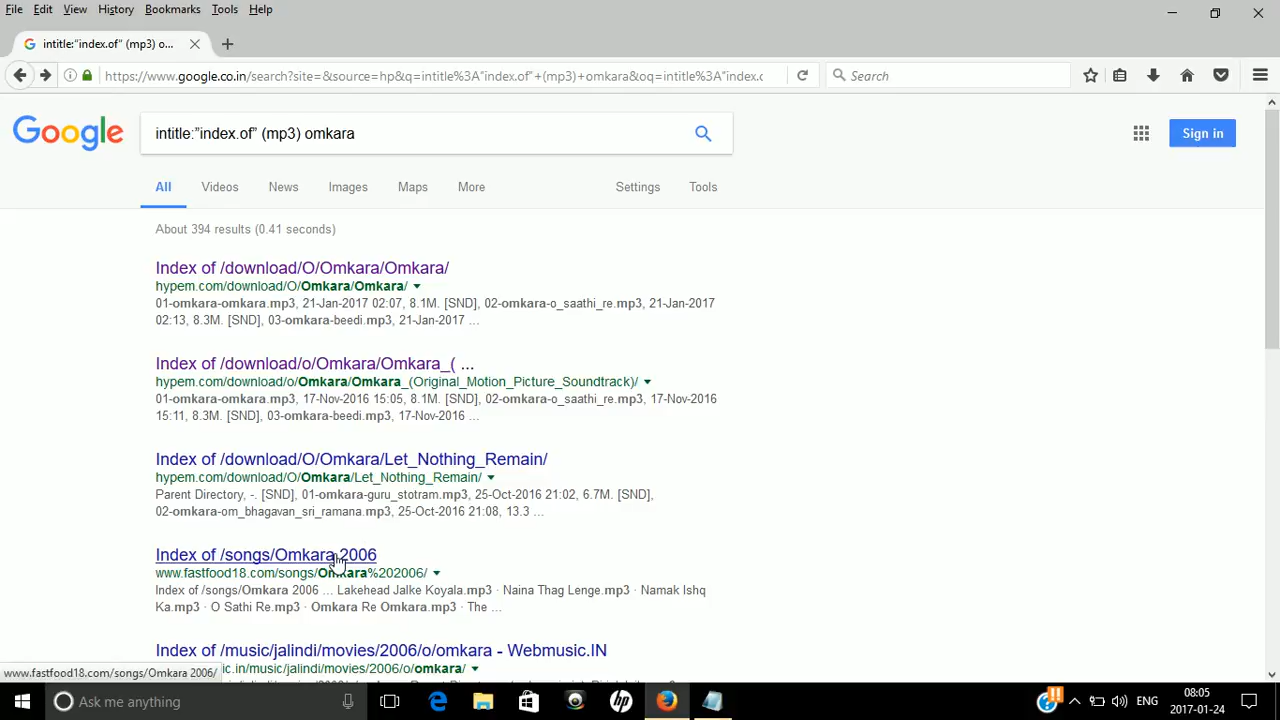 File Edit View History Bookmarks Tools Help
intitle:"index.of" (mp3) o...
https://www.google.co.in/search?site=&source=hp&q=intitle%3A"index.of"+(mp3)+omkara&oq=intitle%3A"index.c
Search
Google
intitle:"index.of" (mp3) omkara
Sign in
All Videos News Images Maps More Settings Tools
About 394 results (0.41 seconds)
Index of /download/O/Omkara/Omkara/
hypem.com/download/O/Omkara/Omkara/
01-omkara-omkara.mp3, 21-Jan-2017 02:07, 8.1M. [SND], 02-omkara-o_saathi_re.mp3, 21-Jan-2017
02:13, 8.3M. [SND], 03-omkara-beedi.mp3, 21-Jan-2017 ...
Index of /download/o/Omkara/Omkara_( ...
hypem.com/download/o/Omkara/Omkara_(Original_Motion_Picture_Soundtrack)/
01-omkara-omkara.mp3, 17-Nov-2016 15:05, 8.1M. [SND], 02-omkara-o_saathi_re.mp3, 17-Nov-2016
15:11, 8.3M. [SND], 03-omkara-beedi.mp3, 17-Nov-2016 ...
Index of /download/O/Omkara/Let_Nothing_Remain/
hypem.com/download/O/Omkara/Let_Nothing_Remain/
Parent Directory, -. [SND], 01-omkara-guru_stotram.mp3, 25-Oct-2016 21:02, 6.7M. [SND],
02-omkara-om_bhagavan_sri_ramana.mp3, 25-Oct-2016 21:08, 13.3 ...
Index of /songs/Omkara 2006
www.fastfood18.com/songs/Omkara%202006/
Index of /songs/Omkara 2006 ... Lakehead Jalke Koyala.mp3 · Naina Thag Lenge.mp3 · Namak Ishq
Ka.mp3 · O Sathi Re.mp3 · Omkara Re Omkara.mp3 · The ...
Index of /music/jalindi/movies/2006/o/omkara - Webmusic.IN
ic.in/music/jalindi/movies/2006/o/omkara/
www.fastfood18.com/songs/Omkara 2006/
Ask me anything
hp
ENG
08:05
2017-01-24